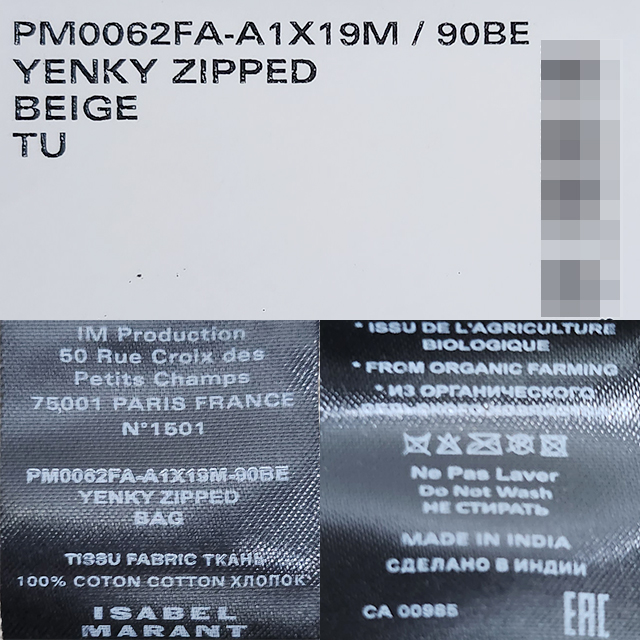 PM0062FA-A1X19M / 90BE
YENKY ZIPPED
BEIGE
TU
IM Production
50 Rue Croix des
Petits Champs
75001 PARIS FRANCE
N°1501
PM0062FA-A1X19M-90BE
YENKY ZIPPED
BAG
TISSU FABRIC ТКАНЬ
100% COTON COTTON ХЛОПОК*
ISABEL
MARANT
* ISSU DE L'AGRICULTURE
BIOLOGIQUE
* FROM ORGANIC FARMING
* ИЗ ОРГАНИЧЕСКОГО
Ne Pas Laver
Do Not Wash
НЕ СТИРАТЬ
MADE IN INDIA
СДЕЛАНО В ИНДИИ
CA 00985
EAC